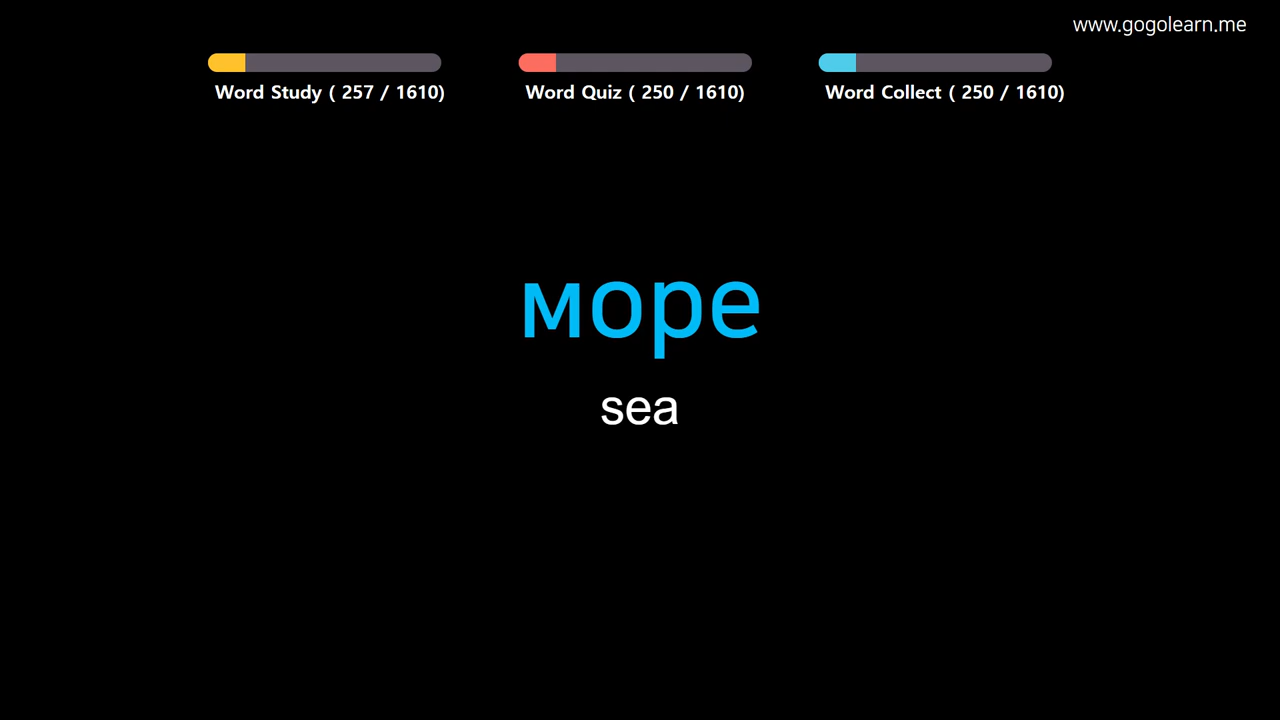 www.gogolearn.me
Word Study ( 257 / 1610)
Word Quiz ( 250 / 1610)
Word Collect ( 250 / 1610)
море
sea